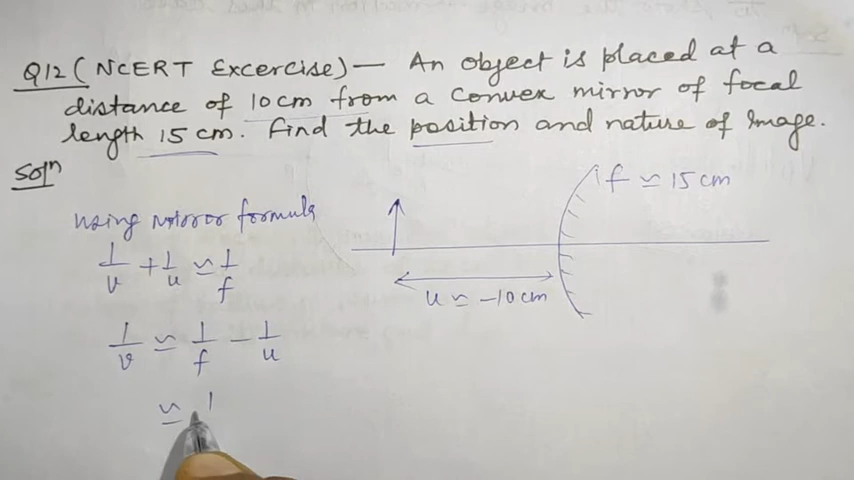 Q12 (NCERT Excercise) — An object is placed at a
distance of 10 cm from a convex mirror of focal
length 15 cm. Find the position and nature of Image.
Solⁿ
f ≃ 15 cm
using mirror formula
1/v + 1/u ≃ 1/f
u ≃ -10 cm
1/v ≃ 1/f - 1/u
≃ 1